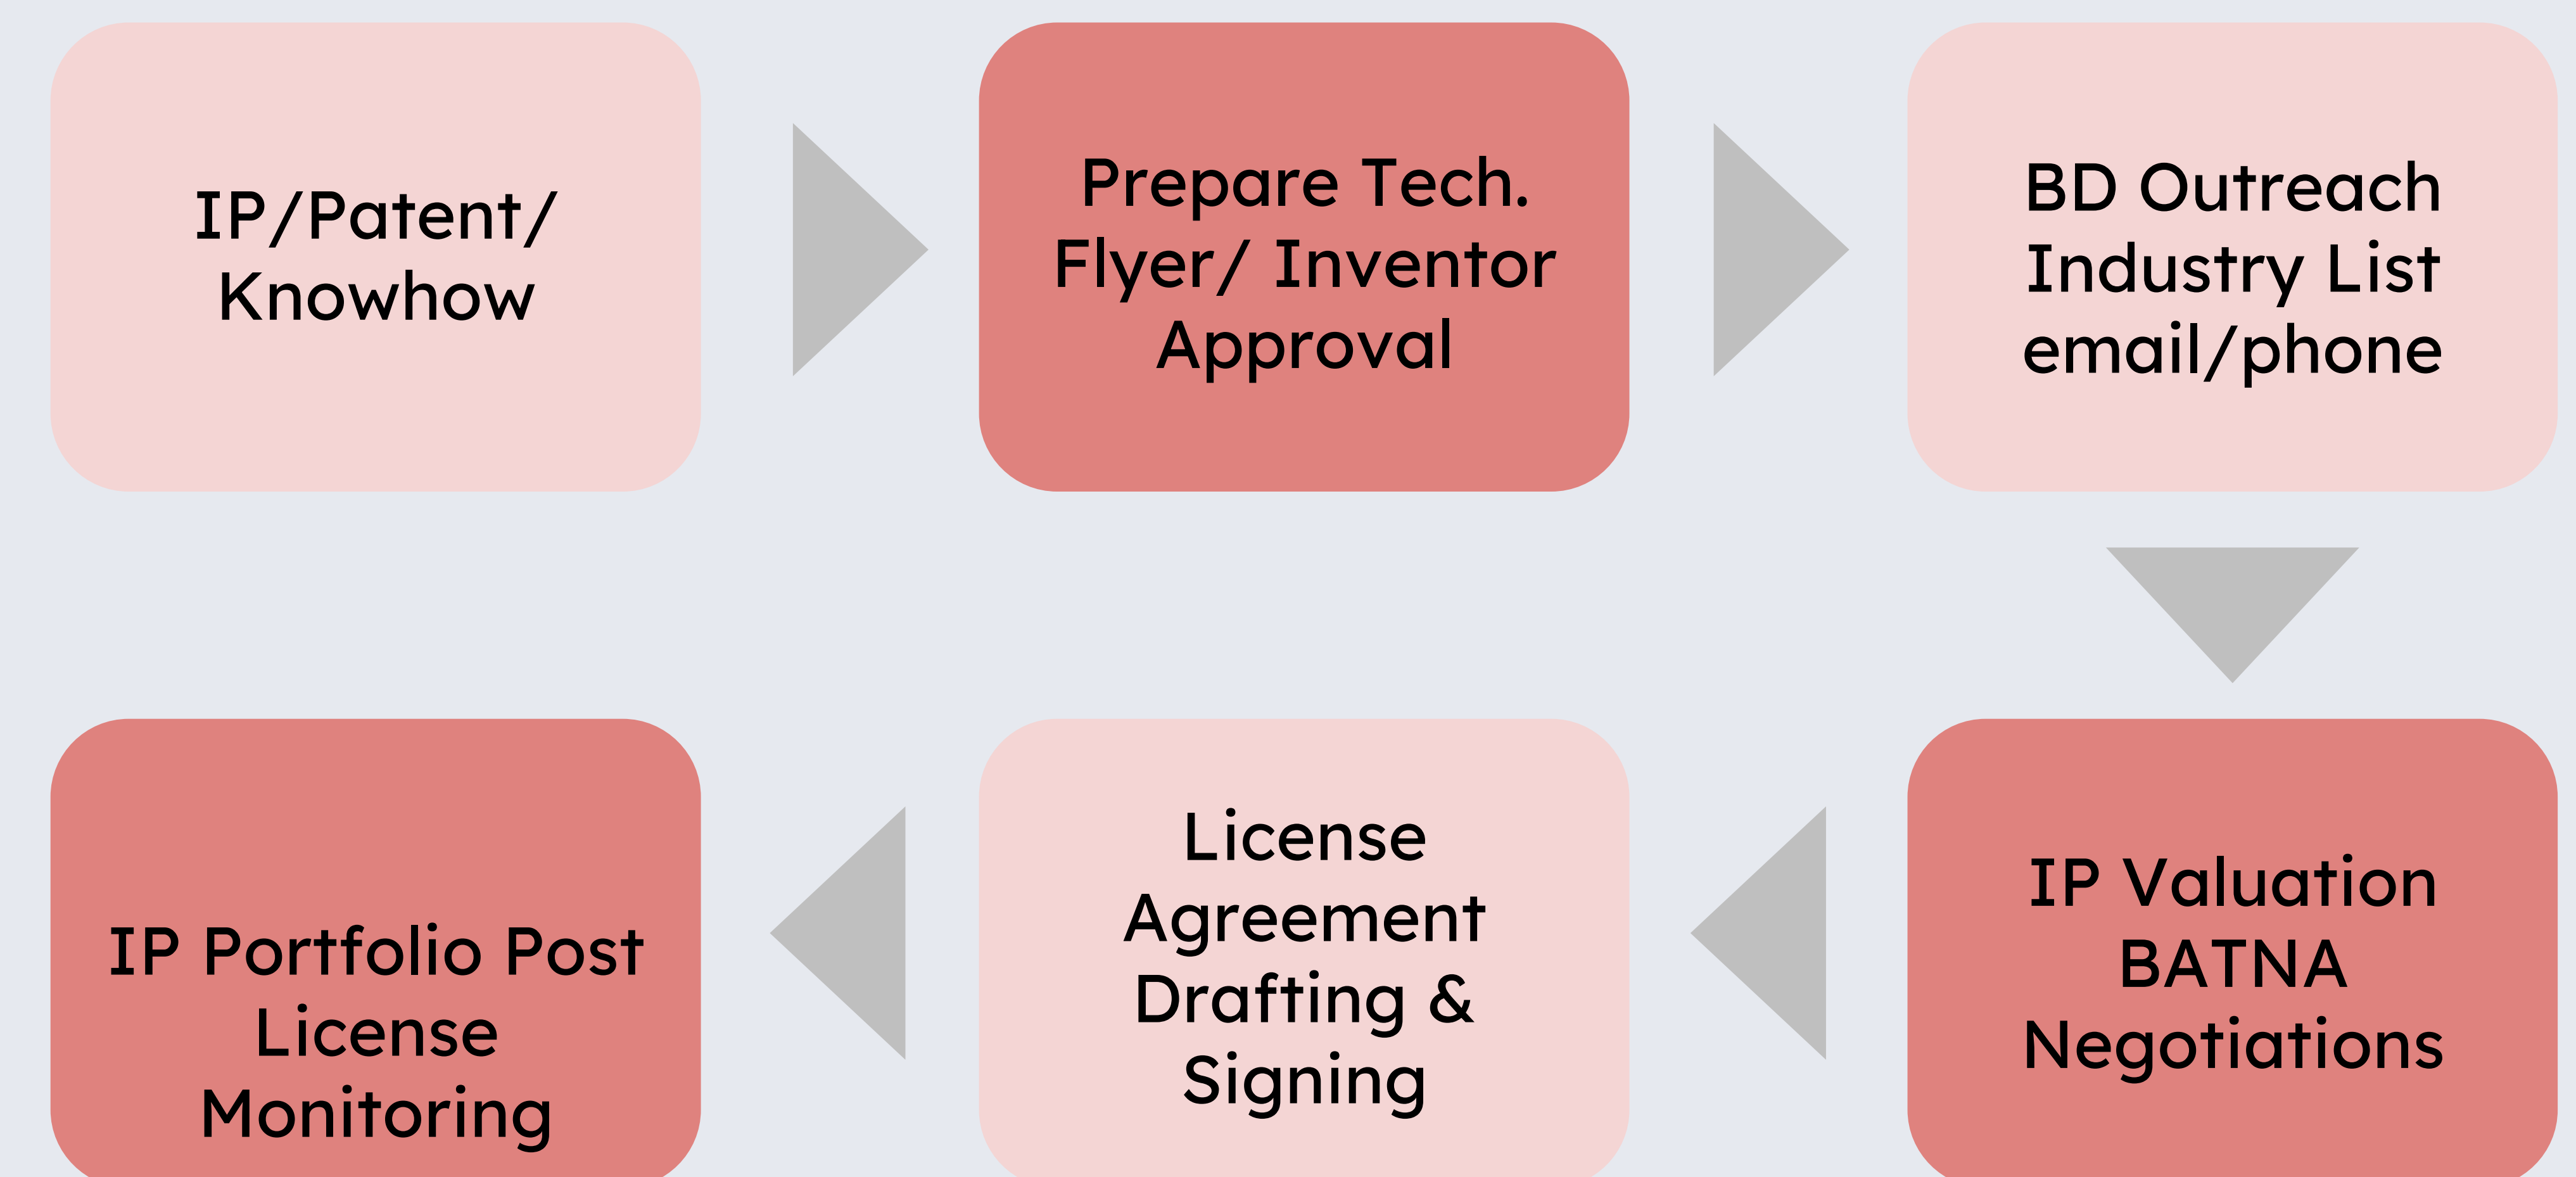 IP/Patent/
Knowhow
Prepare Tech.
Flyer/ Inventor
Approval
BD Outreach
Industry List
email/phone
IP Valuation
BATNA
Negotiations
License
Agreement
Drafting &
Signing
IP Portfolio Post
License
Monitoring